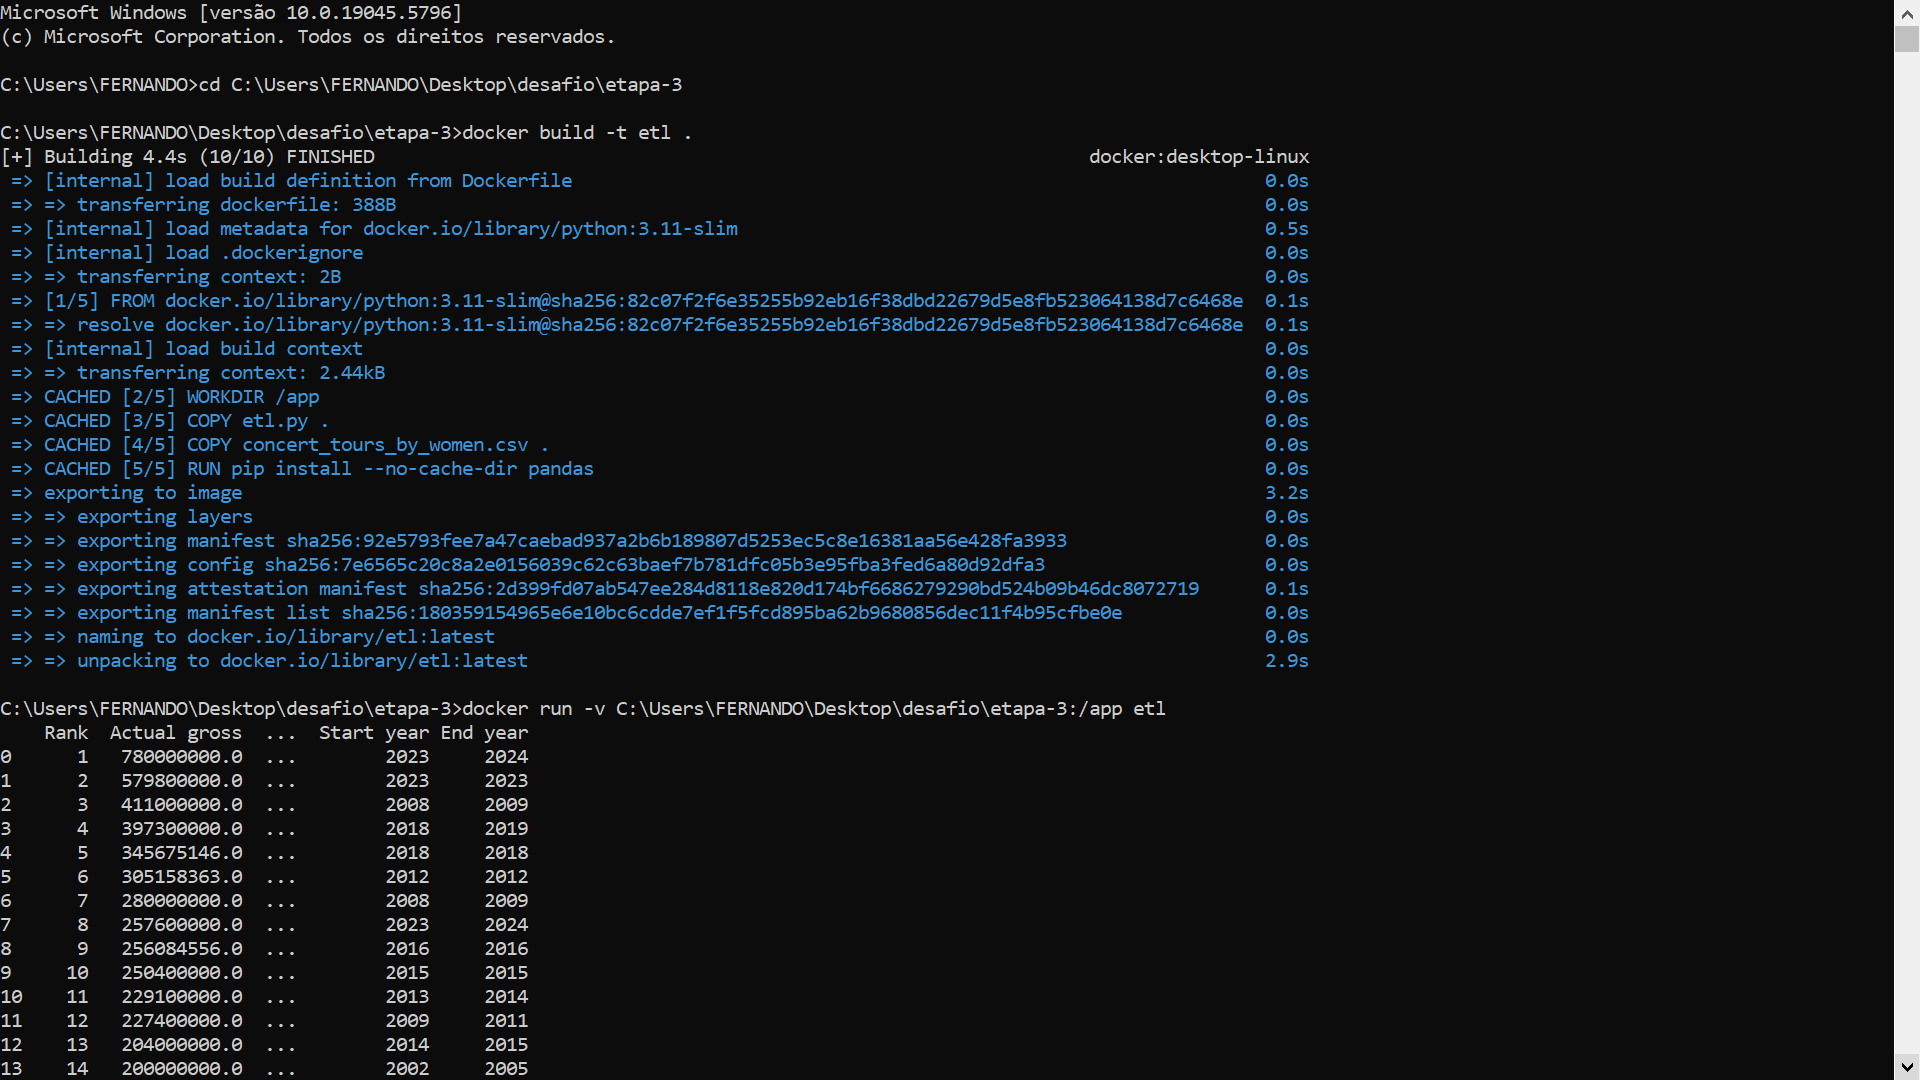 Microsoft Windows [versão 10.0.19045.5796]
(c) Microsoft Corporation. Todos os direitos reservados.
C:\Users\FERNANDO>cd C:\Users\FERNANDO\Desktop\desafio\etapa-3
C:\Users\FERNANDO\Desktop\desafio\etapa-3>docker build -t etl .
[+] Building 4.4s (10/10) FINISHED docker:desktop-linux
=> [internal] load build definition from Dockerfile 0.0s
=> => transferring dockerfile: 388B 0.0s
=> [internal] load metadata for docker.io/library/python:3.11-slim 0.5s
=> [internal] load .dockerignore 0.0s
=> => transferring context: 2B 0.0s
=> [1/5] FROM docker.io/library/python:3.11-slim@sha256:82c07f2f6e35255b92eb16f38dbd22679d5e8fb523064138d7c6468e 0.1s
=> => resolve docker.io/library/python:3.11-slim@sha256:82c07f2f6e35255b92eb16f38dbd22679d5e8fb523064138d7c6468e 0.1s
=> [internal] load build context 0.0s
=> => transferring context: 2.44kB 0.0s
=> CACHED [2/5] WORKDIR /app 0.0s
=> CACHED [3/5] COPY etl.py . 0.0s
=> CACHED [4/5] COPY concert_tours_by_women.csv . 0.0s
=> CACHED [5/5] RUN pip install --no-cache-dir pandas 0.0s
=> exporting to image 3.2s
=> => exporting layers 0.0s
=> => exporting manifest sha256:92e5793fee7a47caebad937a2b6b189807d5253ec5c8e16381aa56e428fa3933 0.0s
=> => exporting config sha256:7e6565c20c8a2e0156039c62c63baef7b781dfc05b3e95fba3fed6a80d92dfa3 0.0s
=> => exporting attestation manifest sha256:2d399fd07ab547ee284d8118e820d174bf6686279290bd524b09b46dc8072719 0.1s
=> => exporting manifest list sha256:180359154965e6e10bc6cdde7ef1f5fcd895ba62b9680856dec11f4b95cfbe0e 0.0s
=> => naming to docker.io/library/etl:latest 0.0s
=> => unpacking to docker.io/library/etl:latest 2.9s
C:\Users\FERNANDO\Desktop\desafio\etapa-3>docker run -v C:\Users\FERNANDO\Desktop\desafio\etapa-3:/app etl
Rank Actual gross ... Start year End year
0 1 780000000.0 ... 2023 2024
1 2 579800000.0 ... 2023 2023
2 3 411000000.0 ... 2008 2009
3 4 397300000.0 ... 2018 2019
4 5 345675146.0 ... 2018 2018
5 6 305158363.0 ... 2012 2012
6 7 280000000.0 ... 2008 2009
7 8 257600000.0 ... 2023 2024
8 9 256084556.0 ... 2016 2016
9 10 250400000.0 ... 2015 2015
10 11 229100000.0 ... 2013 2014
11 12 227400000.0 ... 2009 2011
12 13 204000000.0 ... 2014 2015
13 14 200000000.0 ... 2002 2005